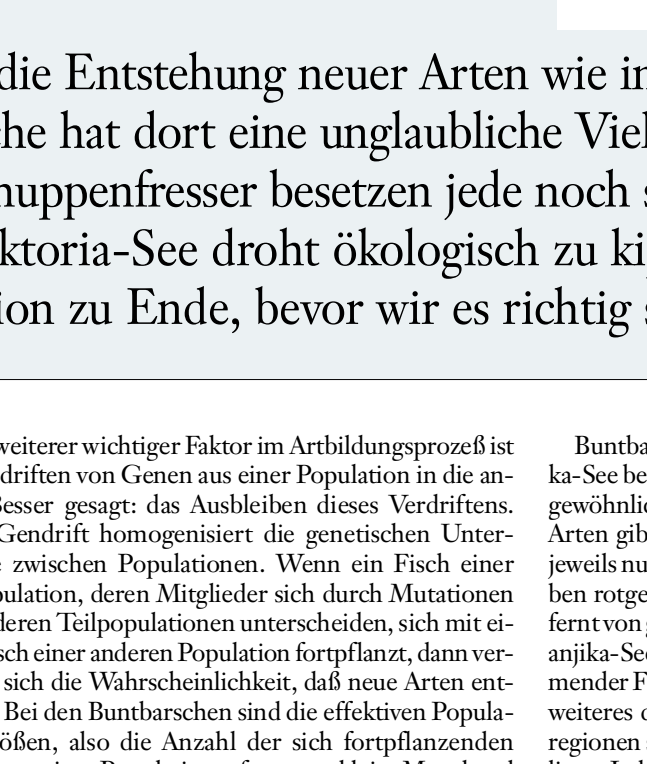 die Entstehung neuer Arten wie in
che hat dort eine unglaubliche Viel
huppenfresser besetzen jede noch s
ktoria-See droht ökologisch zu kip
ion zu Ende, bevor wir es richtig s
weiterer wichtiger Faktor im Artbildungsprozeß ist
driften von Genen aus einer Population in die an-
Besser gesagt: das Ausbleiben dieses Verdriftens.
Gendrift homogenisiert die genetischen Unter-
e zwischen Populationen. Wenn ein Fisch einer
pulation, deren Mitglieder sich durch Mutationen
deren Teilpopulationen unterscheiden, sich mit ei-
sch einer anderen Population fortpflanzt, dann ver-
sich die Wahrscheinlichkeit, daß neue Arten ent-
Bei den Buntbarschen sind die effektiven Popula-
ößen, also die Anzahl der sich fortpflanzenden
Buntba
ka-See be
gewöhnlic
Arten gib
jeweils nu
ben rotge
fernt von g
anjika-See
mender F
weiteres d
regionen